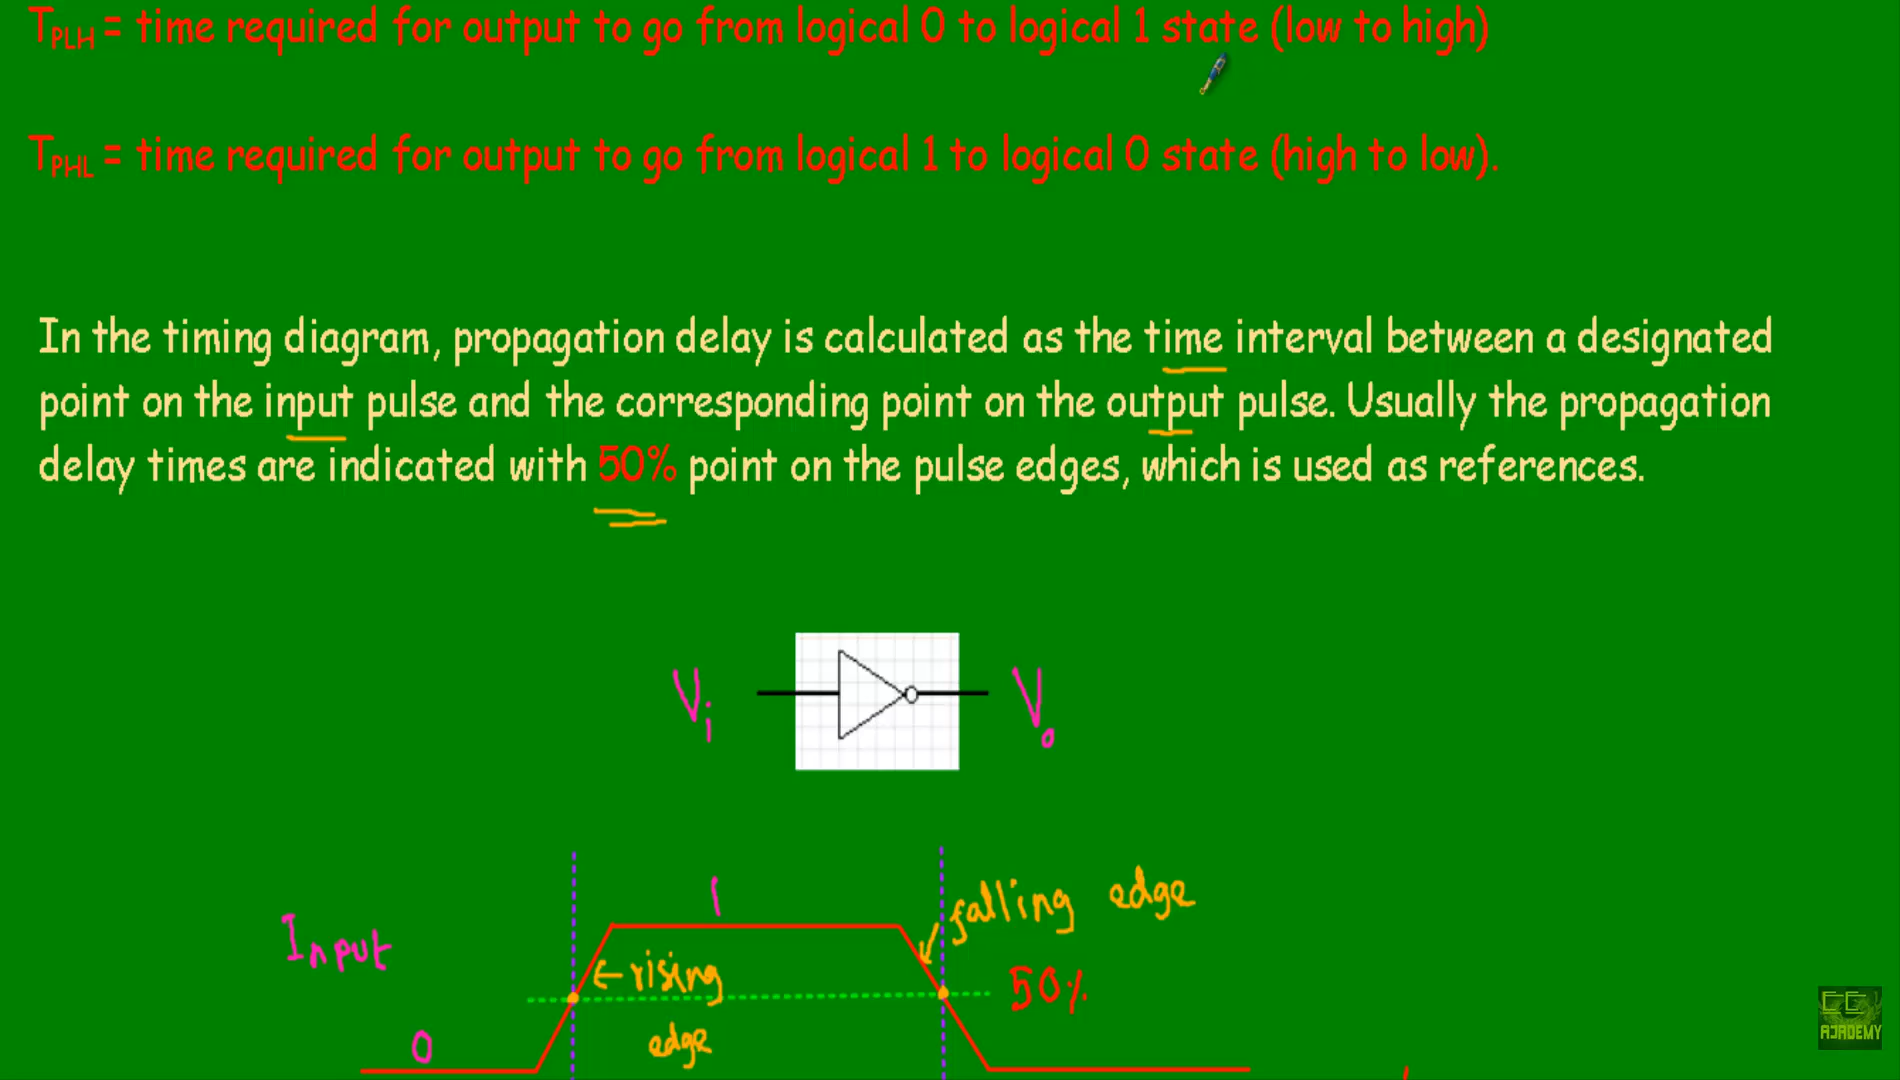 TPLH = time required for output to go from logical 0 to logical 1 state (low to high)
TPHL = time required for output to go from logical 1 to logical 0 state (high to low).
In the timing diagram, propagation delay is calculated as the time interval between a designated
point on the input pulse and the corresponding point on the output pulse. Usually the propagation
delay times are indicated with 50% point on the pulse edges, which is used as references.
Vi
Vo
1
falling edge
Input
rising
edge
50%
0
EE
AJADEMY